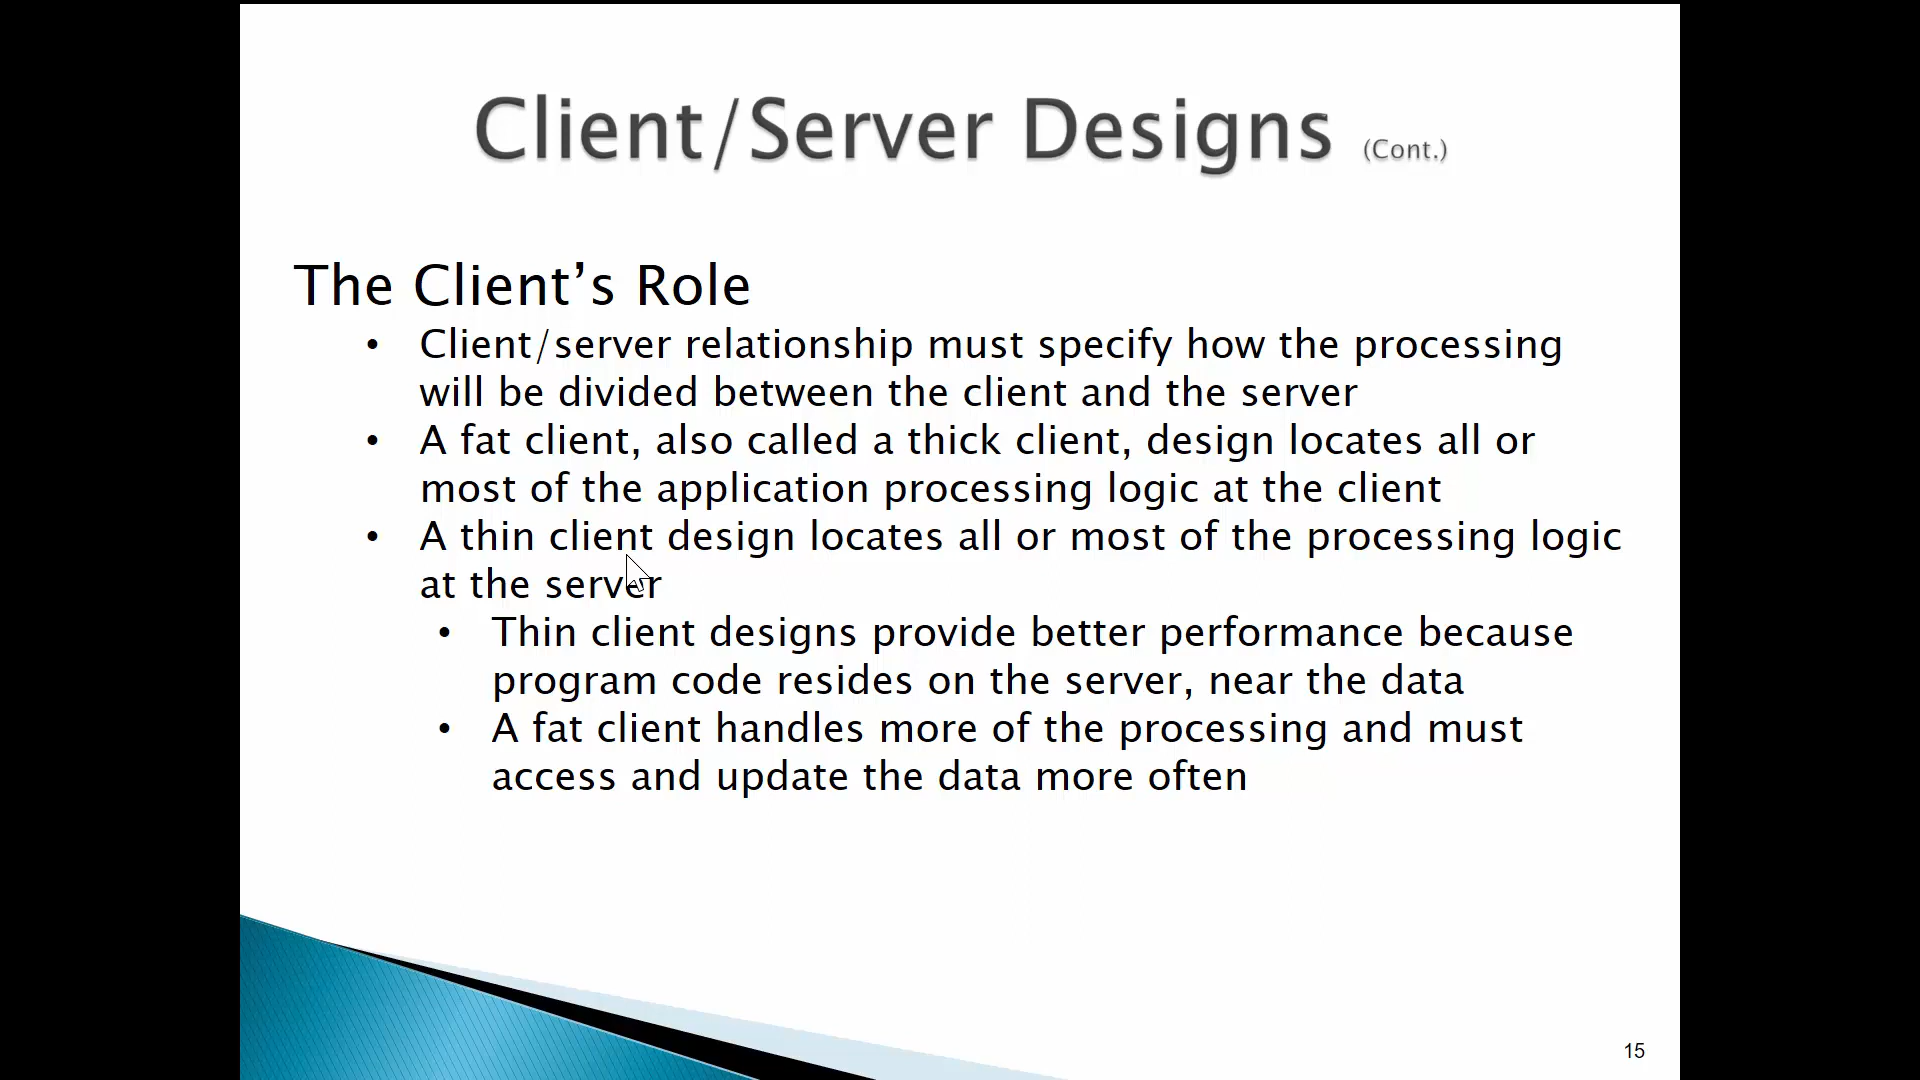 Client/Server Designs (Cont.)
The Client’s Role
• Client/server relationship must specify how the processing
will be divided between the client and the server
• A fat client, also called a thick client, design locates all or
most of the application processing logic at the client
• A thin client design locates all or most of the processing logic
at the server
• Thin client designs provide better performance because
program code resides on the server, near the data
• A fat client handles more of the processing and must
access and update the data more often
15